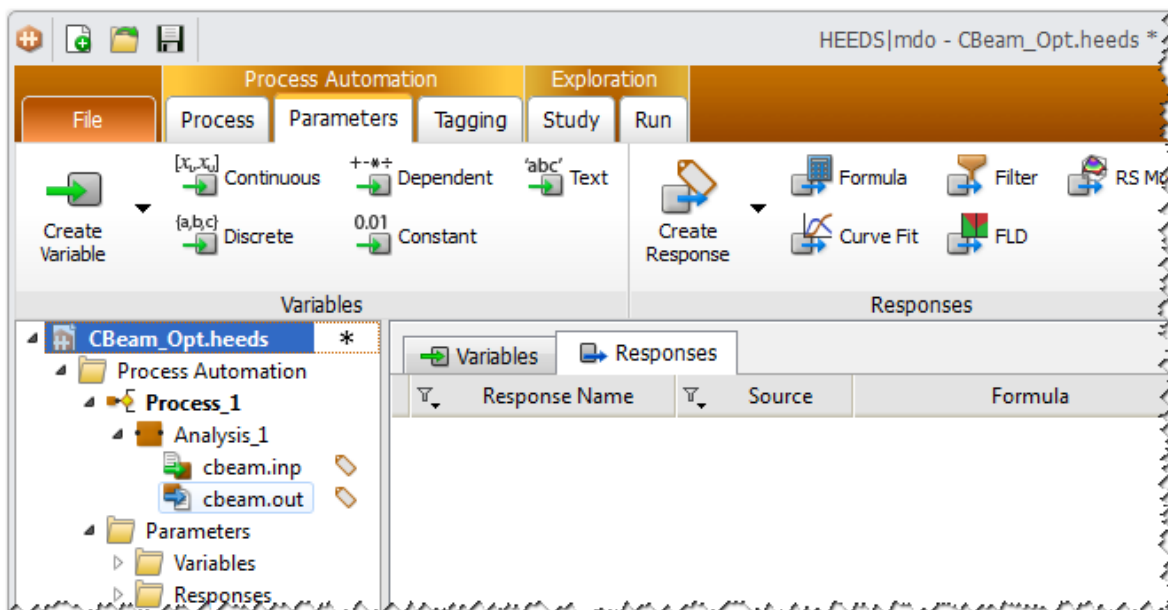 HEEDS|mdo - CBeam_Opt.heeds *
Process Automation
Exploration
File
Process
Parameters
Tagging
Study
Run
[xL,xU]
Continuous
+-*÷
Dependent
'abc'
Text
Formula
Filter
Create
Variable
{a,b,c}
Discrete
0.01
Constant
Create
Response
Curve Fit
FLD
Variables
Responses
CBeam_Opt.heeds *
Process Automation
Process_1
Analysis_1
cbeam.inp
cbeam.out
Parameters
Variables
Responses
Variables
Responses
Response Name
Source
Formula